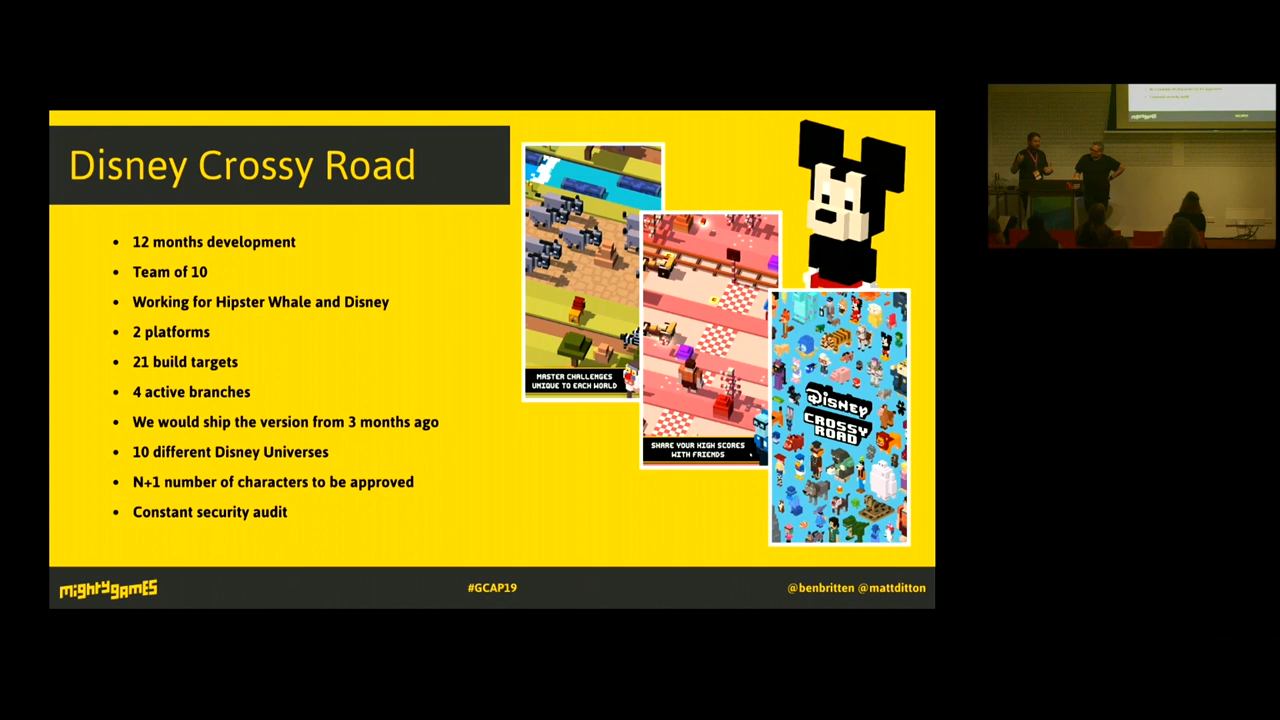 Disney Crossy Road
• 12 months development
• Team of 10
• Working for Hipster Whale and Disney
• 2 platforms
• 21 build targets
• 4 active branches
• We would ship the version from 3 months ago
• 10 different Disney Universes
• N+1 number of characters to be approved
• Constant security audit
MASTER CHALLENGES
UNIQUE TO EACH WORLD
SHARE YOUR HIGH SCORES
WITH FRIENDS
Disney
CROSSY
ROAD
mightygames
#GCAP19
@benbritten @mattditton